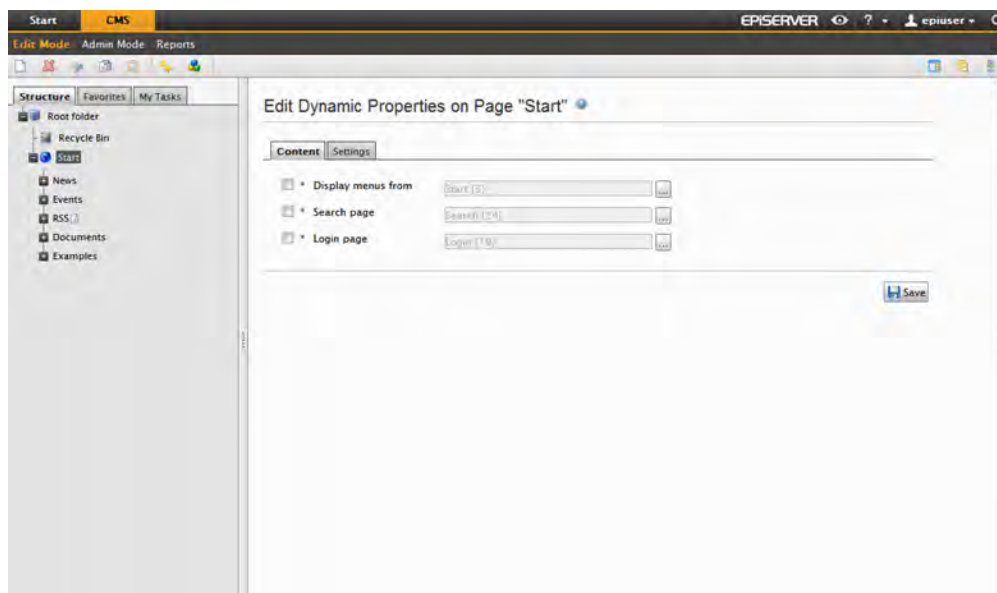 Start CMS EPiSERVER ? epiuser
Edit Mode Admin Mode Reports
Structure Favorites My Tasks
Root folder
Recycle Bin
Start
News
Events
RSS
Documents
Examples
Edit Dynamic Properties on Page "Start"
Content Settings
* Display menus from Start [3] ...
* Search page Search [24] ...
* Login page Login [18] ...
Save